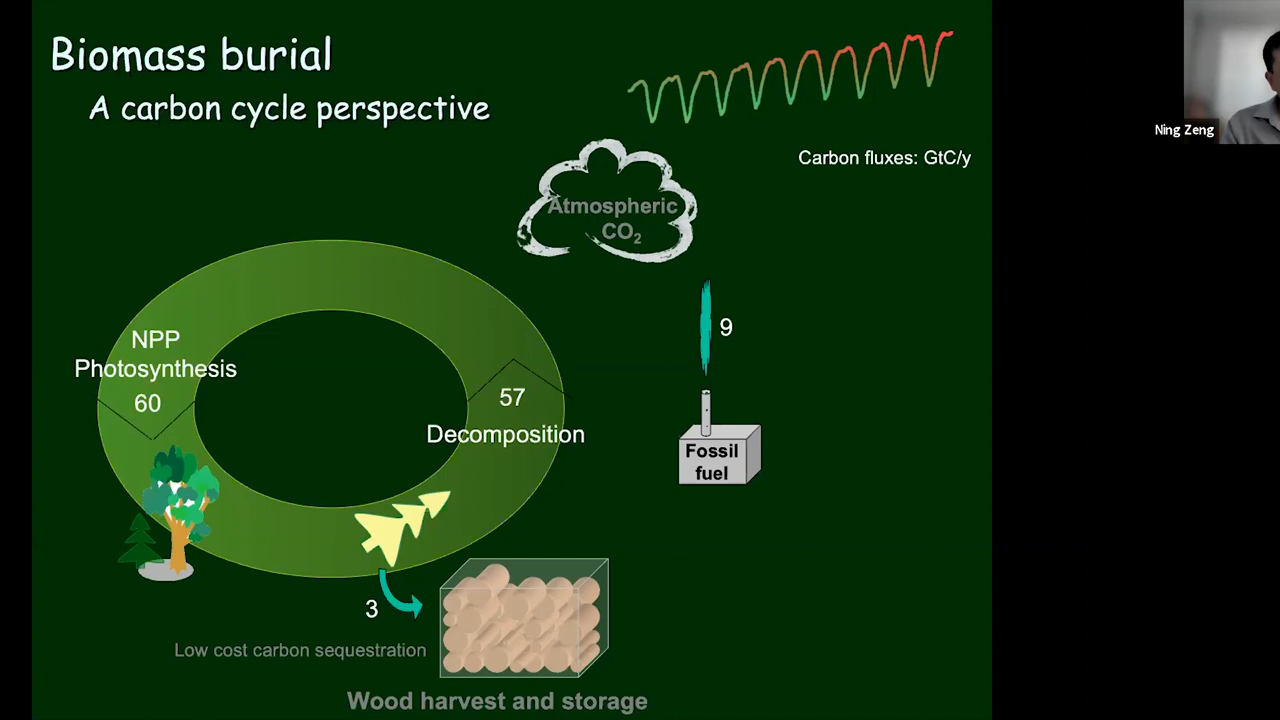 Biomass burial
A carbon cycle perspective
Ning Zeng
Carbon fluxes: GtC/y
Atmospheric
CO₂
NPP
Photosynthesis
60
57
Decomposition
9
Fossil
fuel
3
Low cost carbon sequestration
Wood harvest and storage